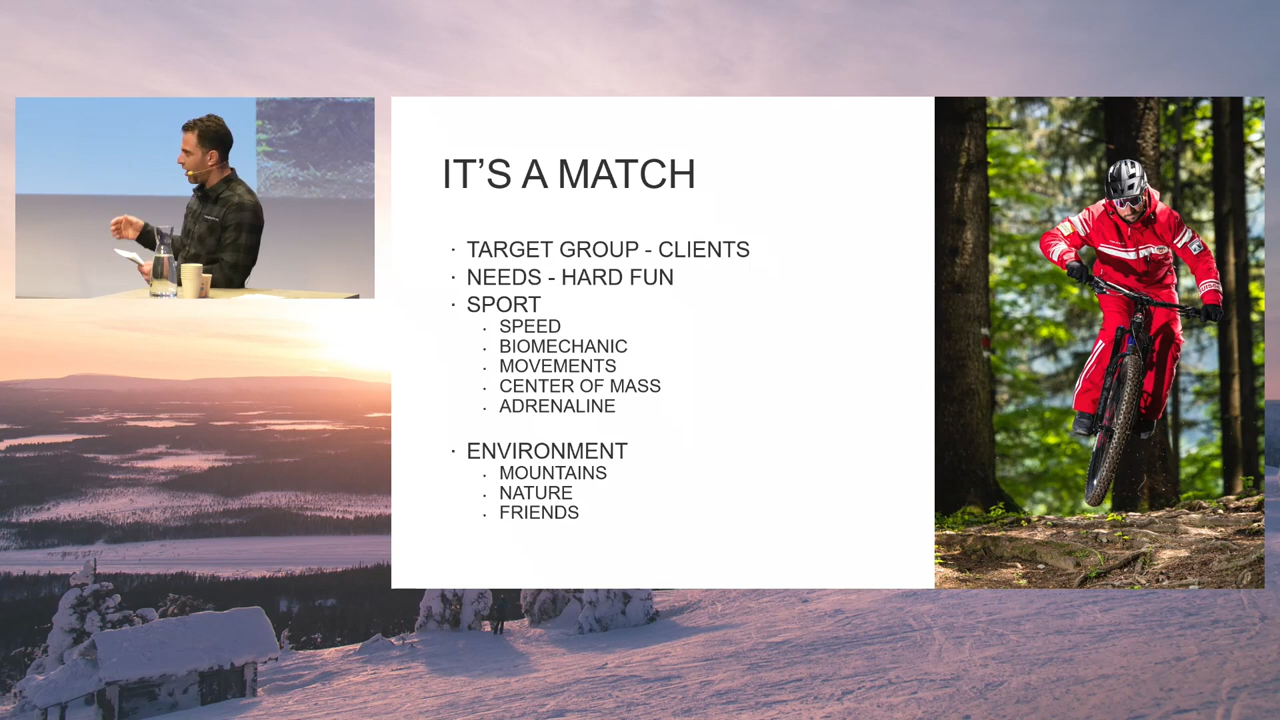 IT'S A MATCH
· TARGET GROUP - CLIENTS
· NEEDS - HARD FUN
· SPORT
· SPEED
· BIOMECHANIC
· MOVEMENTS
· CENTER OF MASS
· ADRENALINE
· ENVIRONMENT
· MOUNTAINS
· NATURE
· FRIENDS